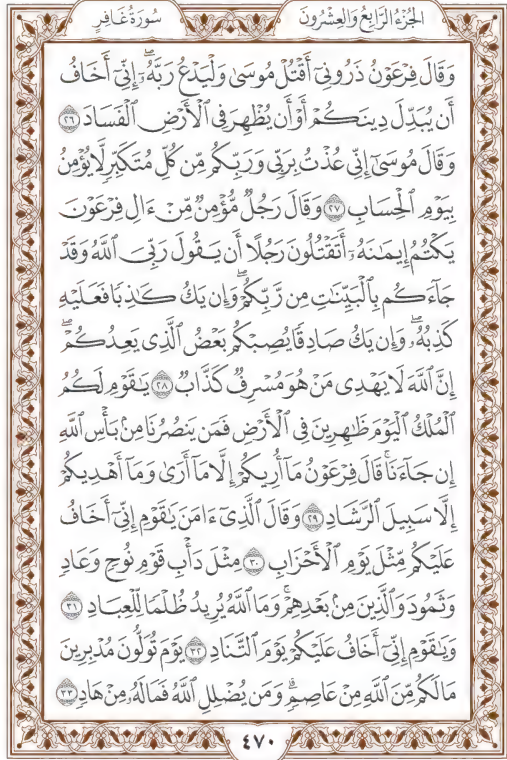 الجُزْءُ الرَّابِعُ وَالعِشْرُونَ
سُورَةُ غَافِرٍ
وَقَالَ فِرْعَوْنُ ذَرُونِيٓ أَقْتُلْ مُوسَىٰ وَلْيَدْعُ رَبَّهُۥٓۖ إِنِّيٓ أَخَافُ
أَن يُبَدِّلَ دِينَكُمْ أَوْ أَن يُظْهِرَ فِي ٱلْأَرْضِ ٱلْفَسَادَ ٢٦
وَقَالَ مُوسَىٰٓ إِنِّي عُذْتُ بِرَبِّي وَرَبِّكُم مِّن كُلِّ مُتَكَبِّرٍ لَّا يُؤْمِنُ
بِيَوْمِ ٱلْحِسَابِ ٢٧ وَقَالَ رَجُلٌ مُّؤْمِنٌ مِّنْ ءَالِ فِرْعَوْنَ
يَكْتُمُ إِيمَٰنَهُۥٓ أَتَقْتُلُونَ رَجُلًا أَن يَقُولَ رَبِّيَ ٱللَّهُ وَقَدْ
جَآءَكُم بِٱلْبَيِّنَٰتِ مِن رَّبِّكُمْۖ وَإِن يَكُ كَٰذِبًا فَعَلَيْهِ
كَذِبُهُۥۖ وَإِن يَكُ صَادِقًا يُصِبْكُم بَعْضُ ٱلَّذِي يَعِدُكُمْۖ
إِنَّ ٱللَّهَ لَا يَهْدِي مَنْ هُوَ مُسْرِفٌ كَذَّابٌ ٢٨ يَٰقَوْمِ لَكُمُ
ٱلْمُلْكُ ٱلْيَوْمَ ظَٰهِرِينَ فِي ٱلْأَرْضِ فَمَن يَنصُرُنَا مِنۢ بَأْسِ ٱللَّهِ
إِن جَآءَنَاۚ قَالَ فِرْعَوْنُ مَآ أُرِيكُمْ إِلَّا مَآ أَرَىٰ وَمَآ أَهْدِيكُمْ
إِلَّا سَبِيلَ ٱلرَّشَادِ ٢٩ وَقَالَ ٱلَّذِيٓ ءَامَنَ يَٰقَوْمِ إِنِّيٓ أَخَافُ
عَلَيْكُم مِّثْلَ يَوْمِ ٱلْأَحْزَابِ ٣٠ مِثْلَ دَأْبِ قَوْمِ نُوحٍ وَعَادٍ
وَثَمُودَ وَٱلَّذِينَ مِنۢ بَعْدِهِمْۚ وَمَا ٱللَّهُ يُرِيدُ ظُلْمًا لِّلْعِبَادِ ٣١
وَيَٰقَوْمِ إِنِّيٓ أَخَافُ عَلَيْكُمْ يَوْمَ ٱلتَّنَادِ ٣٢ يَوْمَ تُوَلُّونَ مُدْبِرِينَ
مَا لَكُم مِّنَ ٱللَّهِ مِنْ عَاصِمٍۗ وَمَن يُضْلِلِ ٱللَّهُ فَمَا لَهُۥ مِنْ هَادٍ ٣٣
٤٧٠